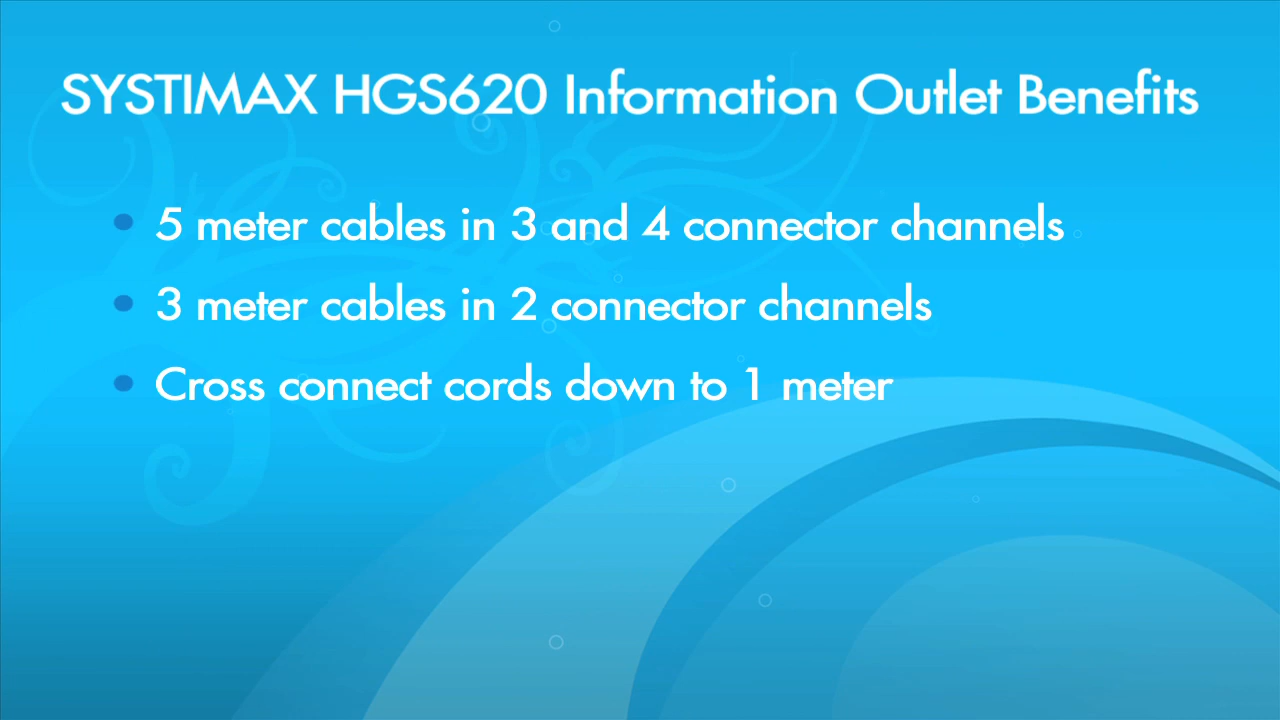 SYSTIMAX HGS620 Information Outlet Benefits
5 meter cables in 3 and 4 connector channels
3 meter cables in 2 connector channels
Cross connect cords down to 1 meter